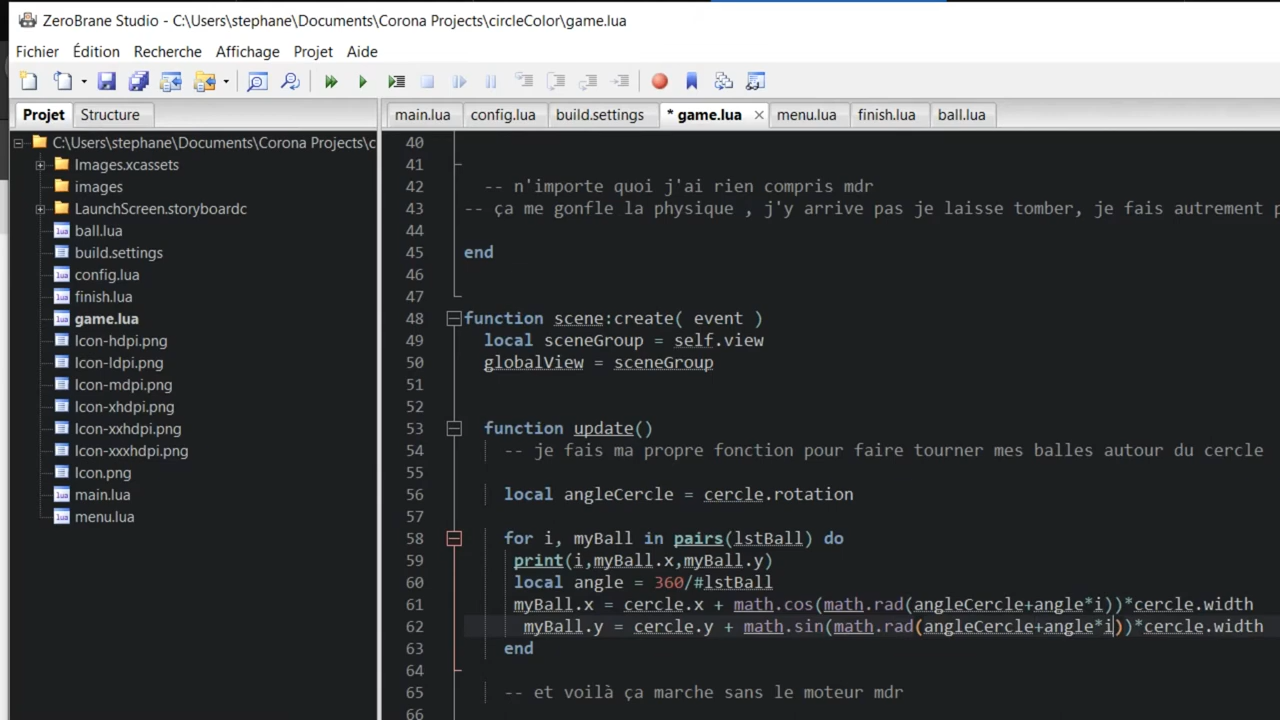 ZeroBrane Studio - C:\Users\stephane\Documents\Corona Projects\circleColor\game.lua
Fichier Édition Recherche Affichage Projet Aide
Projet Structure
main.lua config.lua build.settings * game.lua menu.lua finish.lua ball.lua
C:\Users\stephane\Documents\Corona Projects\c
Images.xcassets
images
LaunchScreen.storyboardc
ball.lua
build.settings
config.lua
finish.lua
game.lua
Icon-hdpi.png
Icon-ldpi.png
Icon-mdpi.png
Icon-xhdpi.png
Icon-xxhdpi.png
Icon-xxxhdpi.png
Icon.png
main.lua
menu.lua
40
41
42 -- n'importe quoi j'ai rien compris mdr
43 -- ça me gonfle la physique , j'y arrive pas je laisse tomber, je fais autrement p
44
45 end
46
47
48 function scene:create( event )
49 local sceneGroup = self.view
50 globalView = sceneGroup
51
52
53 function update()
54 -- je fais ma propre fonction pour faire tourner mes balles autour du cercle
55
56 local angleCercle = cercle.rotation
57
58 for i, myBall in pairs(lstBall) do
59 print(i,myBall.x,myBall.y)
60 local angle = 360/#lstBall
61 myBall.x = cercle.x + math.cos(math.rad(angleCercle+angle*i))*cercle.width
62 myBall.y = cercle.y + math.sin(math.rad(angleCercle+angle*i))*cercle.width
63 end
64
65 -- et voilà ça marche sans le moteur mdr
66